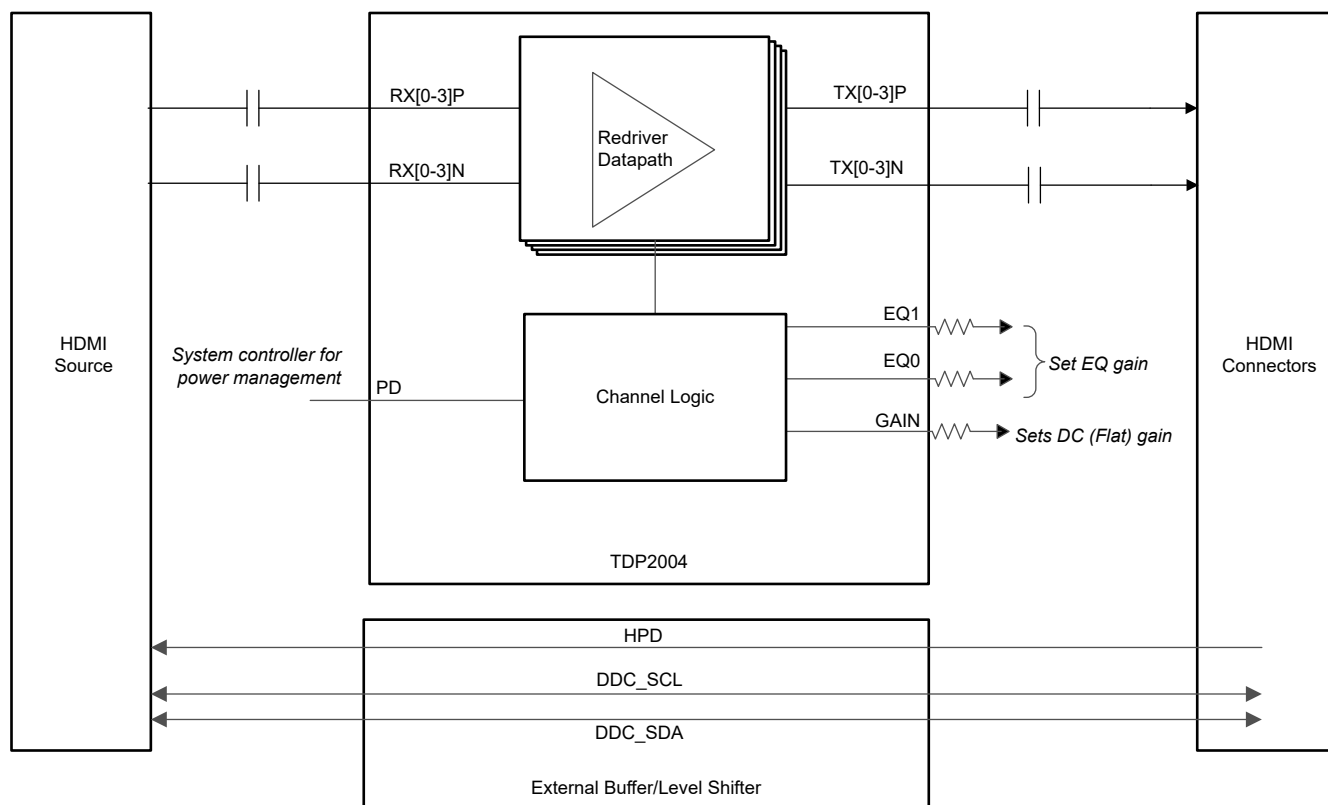 RX[0-3]P
TX[0-3]P
Redriver
Datapath
RX[0-3]N
TX[0-3]N
HDMI
Source
System controller for
power management
PD
Channel Logic
EQ1
EQ0
GAIN
Set EQ gain
Sets DC (Flat) gain
HDMI
Connectors
TDP2004
HPD
DDC_SCL
DDC_SDA
External Buffer/Level Shifter